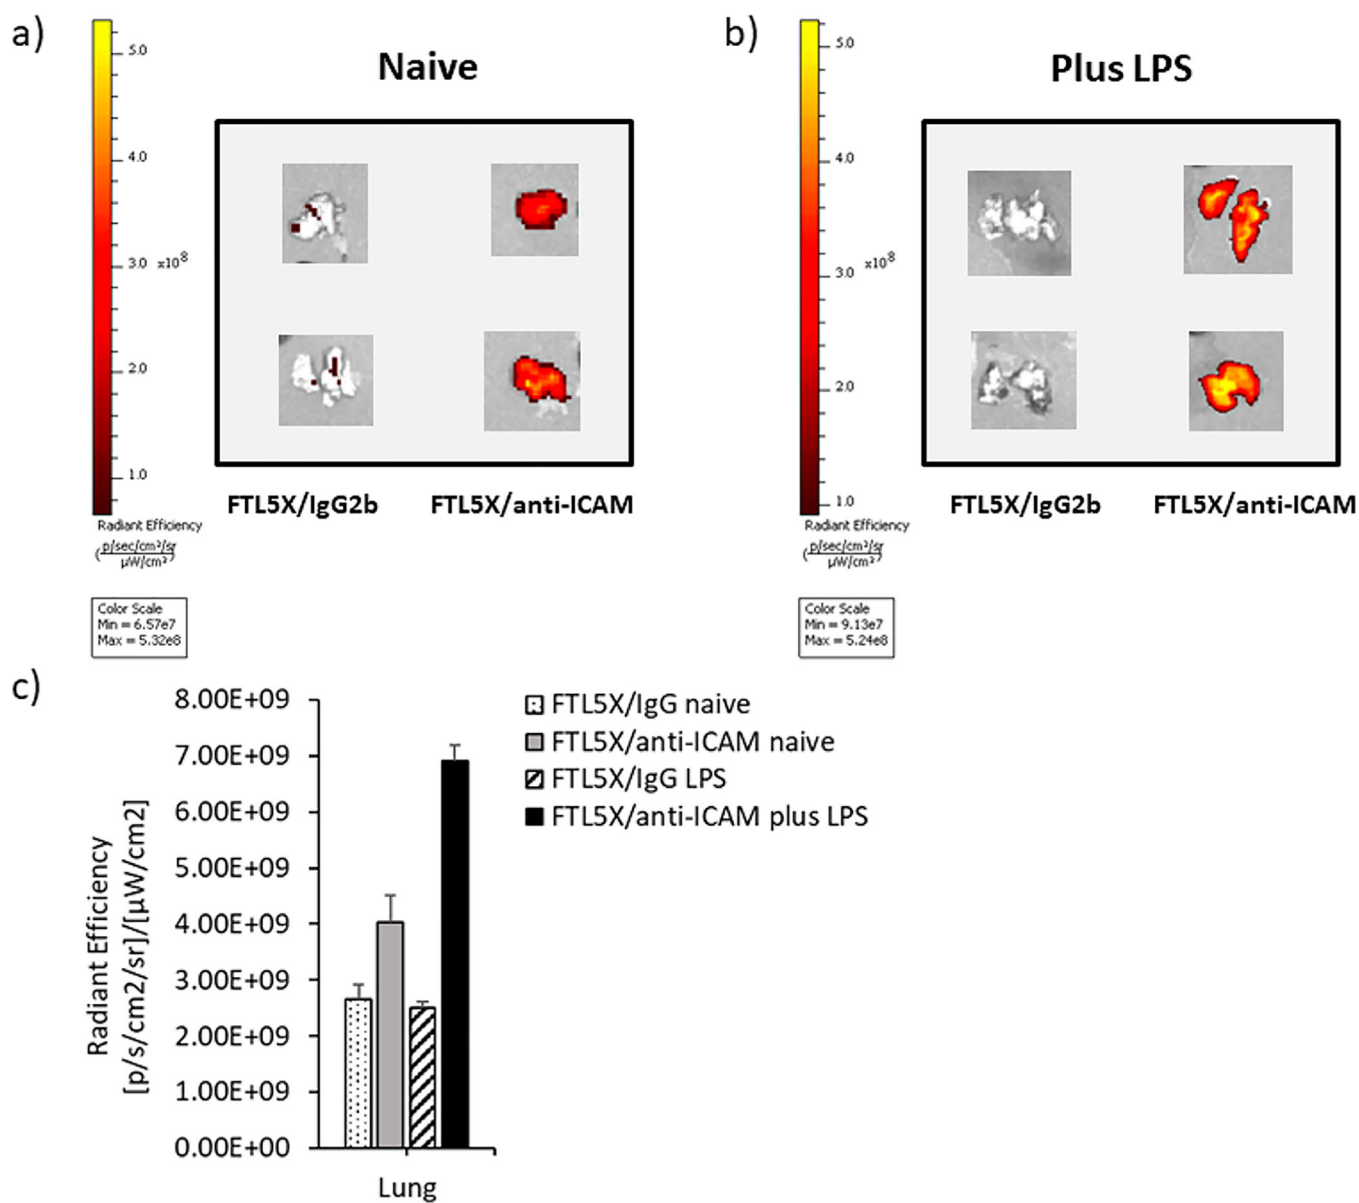 a)
Naive
5.0
4.0
3.0 x10⁸
2.0
1.0
Radiant Efficiency
(p/sec/cm²/sr
µW/cm²)
Color Scale
Min = 6.57e7
Max = 5.32e8
FTL5X/IgG2b FTL5X/anti-ICAM
b)
Plus LPS
5.0
4.0
3.0 x10⁸
2.0
1.0
Radiant Efficiency
(p/sec/cm²/sr
µW/cm²)
Color Scale
Min = 9.13e7
Max = 5.24e8
FTL5X/IgG2b FTL5X/anti-ICAM
c)
Radiant Efficiency
[p/s/cm2/sr]/[µW/cm2]
8.00E+09
7.00E+09
6.00E+09
5.00E+09
4.00E+09
3.00E+09
2.00E+09
1.00E+09
0.00E+00
Lung
FTL5X/IgG naive
FTL5X/anti-ICAM naive
FTL5X/IgG LPS
FTL5X/anti-ICAM plus LPS